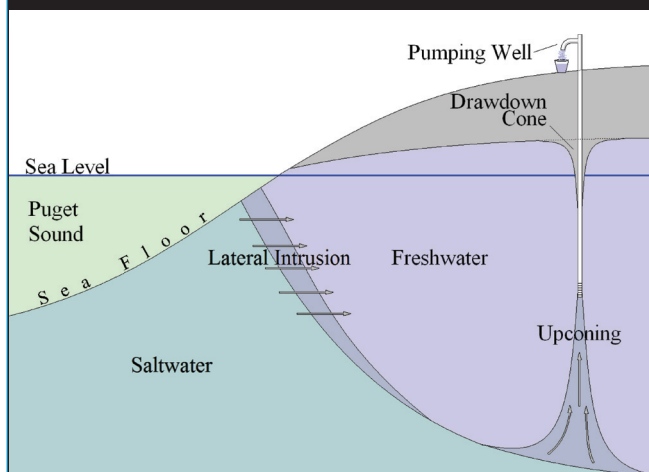 Pumping Well
Drawdown
Cone
Sea Level
Puget
Sound
Sea Floor
Lateral Intrusion
Freshwater
Upconing
Saltwater